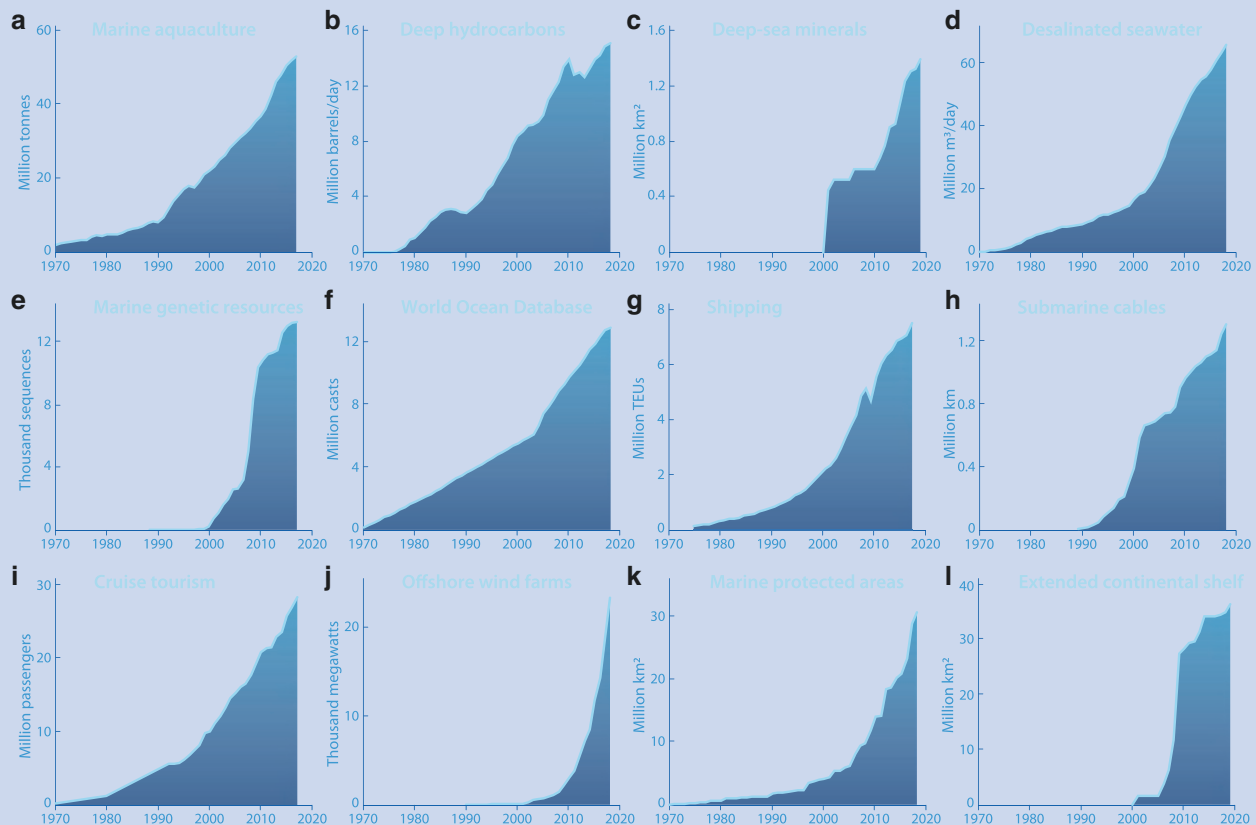 a
Marine aquaculture
Million tonnes
60
40
20
0
1970 1980 1990 2000 2010 2020
b
Deep hydrocarbons
Million barrels/day
16
12
8
4
0
1970 1980 1990 2000 2010 2020
c
Deep-sea minerals
Million km²
1.6
1.2
0.8
0.4
0
1970 1980 1990 2000 2010 2020
d
Desalinated seawater
Million m³/day
60
40
20
0
1970 1980 1990 2000 2010 2020
e
Marine genetic resources
Thousand sequences
12
8
4
0
1970 1980 1990 2000 2010 2020
f
World Ocean Database
Million casts
12
8
4
0
1970 1980 1990 2000 2010 2020
g
Shipping
Million TEUs
8
6
4
2
0
1970 1980 1990 2000 2010 2020
h
Submarine cables
Million km
1.2
0.8
0.4
0
1970 1980 1990 2000 2010 2020
i
Cruise tourism
Million passengers
30
20
10
0
1970 1980 1990 2000 2010 2020
j
Offshore wind farms
Thousand megawatts
20
10
0
1970 1980 1990 2000 2010 2020
k
Marine protected areas
Million km²
30
20
10
0
1970 1980 1990 2000 2010 2020
l
Extended continental shelf
Million km²
40
30
20
10
0
1970 1980 1990 2000 2010 2020